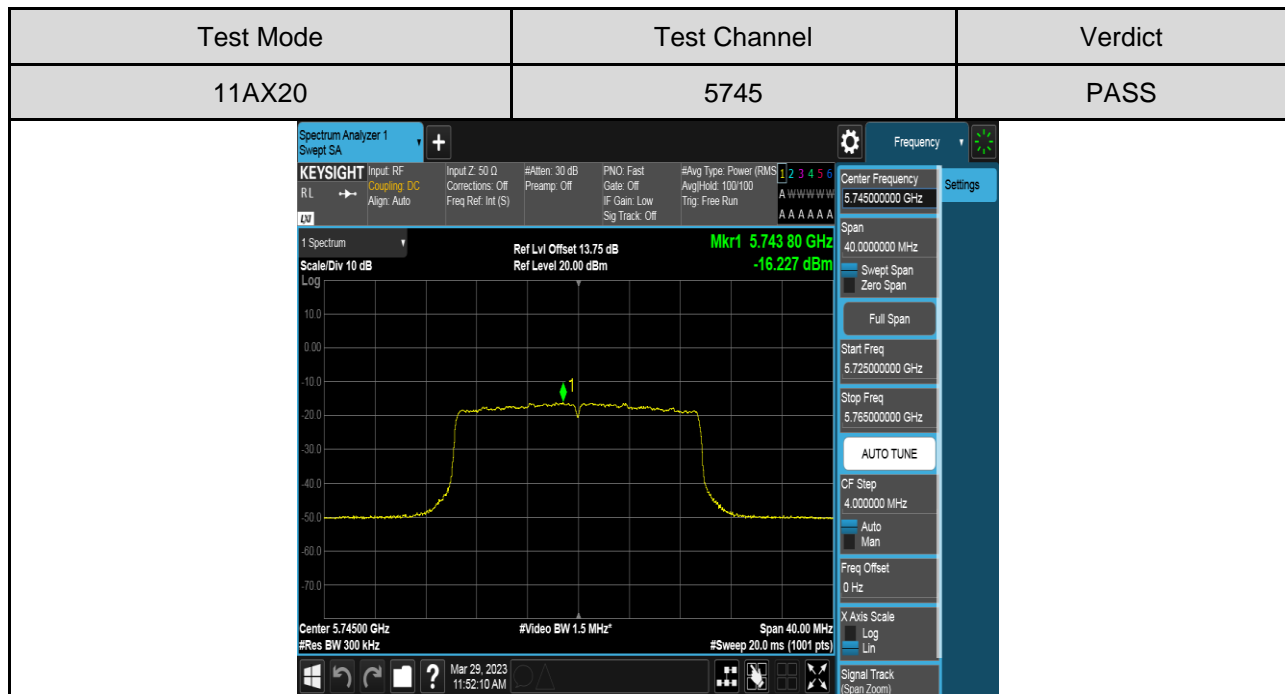 Test Mode Test Channel Verdict
11AX20 5745 PASS
Spectrum Analyzer 1
Swept SA
+
Frequency
KEYSIGHT
RL
LXI
Input: RF
Coupling: DC
Align: Auto
Input Z: 50 Ω
Corrections: Off
Freq Ref: Int (S)
#Atten: 30 dB
Preamp: Off
PNO: Fast
Gate: Off
IF Gain: Low
Sig Track: Off
#Avg Type: Power (RMS
Avg|Hold: 100/100
Trig: Free Run
1 2 3 4 5 6
A W W W W W
A A A A A A
1 Spectrum
Scale/Div 10 dB
Log
Ref Lvl Offset 13.75 dB
Ref Level 20.00 dBm
Mkr1 5.743 80 GHz
-16.227 dBm
10.0
0.00
-10.0
1
-20.0
-30.0
-40.0
-50.0
-60.0
-70.0
Center 5.74500 GHz
#Res BW 300 kHz
#Video BW 1.5 MHz*
Span 40.00 MHz
#Sweep 20.0 ms (1001 pts)
?
Mar 29, 2023
11:52:10 AM
Center Frequency
5.745000000 GHz
Settings
Span
40.0000000 MHz
Swept Span
Zero Span
Full Span
Start Freq
5.725000000 GHz
Stop Freq
5.765000000 GHz
AUTO TUNE
CF Step
4.000000 MHz
Auto
Man
Freq Offset
0 Hz
X Axis Scale
Log
Lin
Signal Track
(Span Zoom)